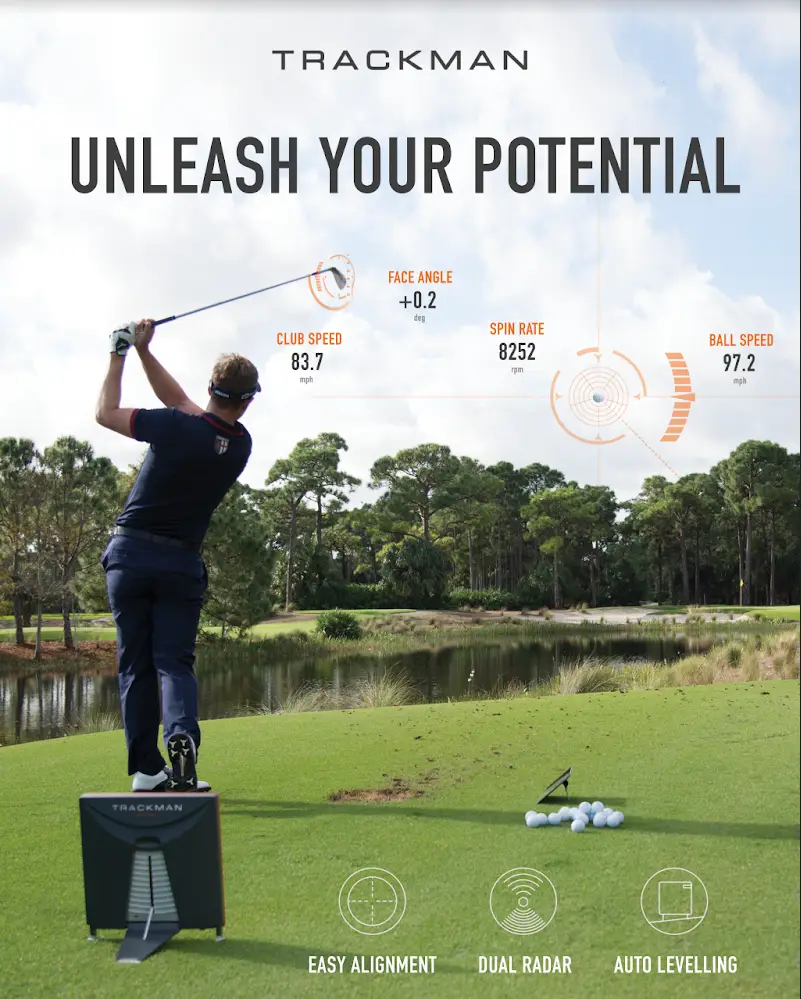 TRACKMAN
UNLEASH YOUR POTENTIAL
FACE ANGLE
+0.2
deg
CLUB SPEED
83.7
mph
SPIN RATE
8252
rpm
BALL SPEED
97.2
mph
TRACKMAN
EASY ALIGNMENT
DUAL RADAR
AUTO LEVELLING